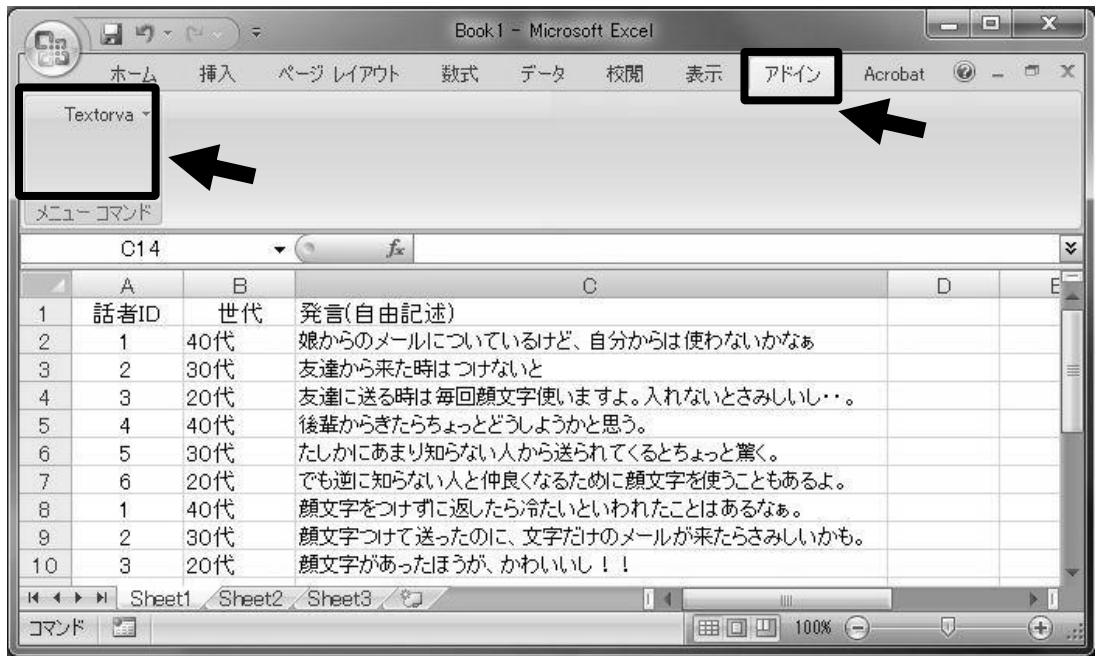 Book1 - Microsoft Excel
ホーム 挿入 ページ レイアウト 数式 データ 校閲 表示 アドイン Acrobat
Textorva
メニュー コマンド
C14 fx
A B C D E
1 話者ID 世代 発言(自由記述)
2 1 40代 娘からのメールについているけど、自分からは使わないかなぁ
3 2 30代 友達から来た時はつけないと
4 3 20代 友達に送る時は毎回顔文字使いますよ。入れないとさみしいし・・。
5 4 40代 後輩からきたらちょっとどうしようかと思う。
6 5 30代 たしかにあまり知らない人から送られてくるとちょっと驚く。
7 6 20代 でも逆に知らない人と仲良くなるために顔文字を使うこともあるよ。
8 1 40代 顔文字をつけずに返したら冷たいといわれたことはあるなぁ。
9 2 30代 顔文字つけて送ったのに、文字だけのメールが来たらさみしいかも。
10 3 20代 顔文字があったほうが、かわいいし！！
Sheet1 Sheet2 Sheet3
コマンド 100%